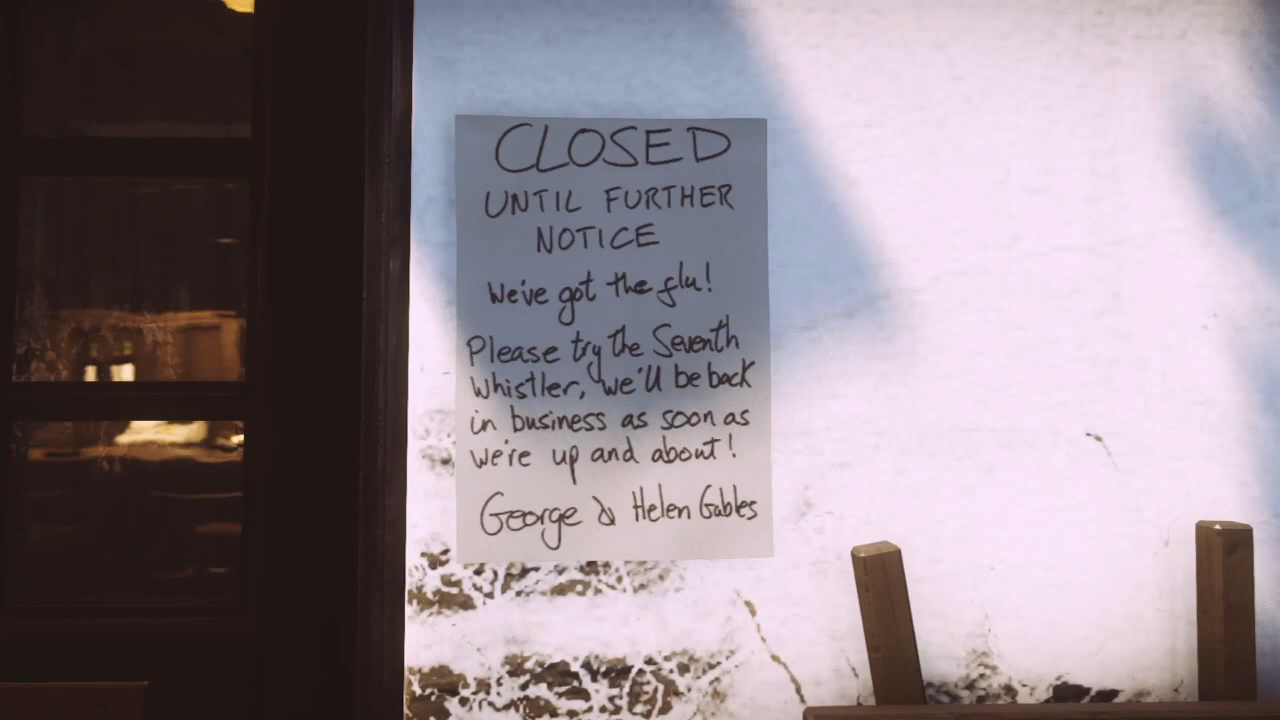 CLOSED
UNTIL FURTHER
NOTICE
We've got the flu!
Please try the Seventh
Whistler, we'll be back
in business as soon as
we're up and about!
George & Helen Gables